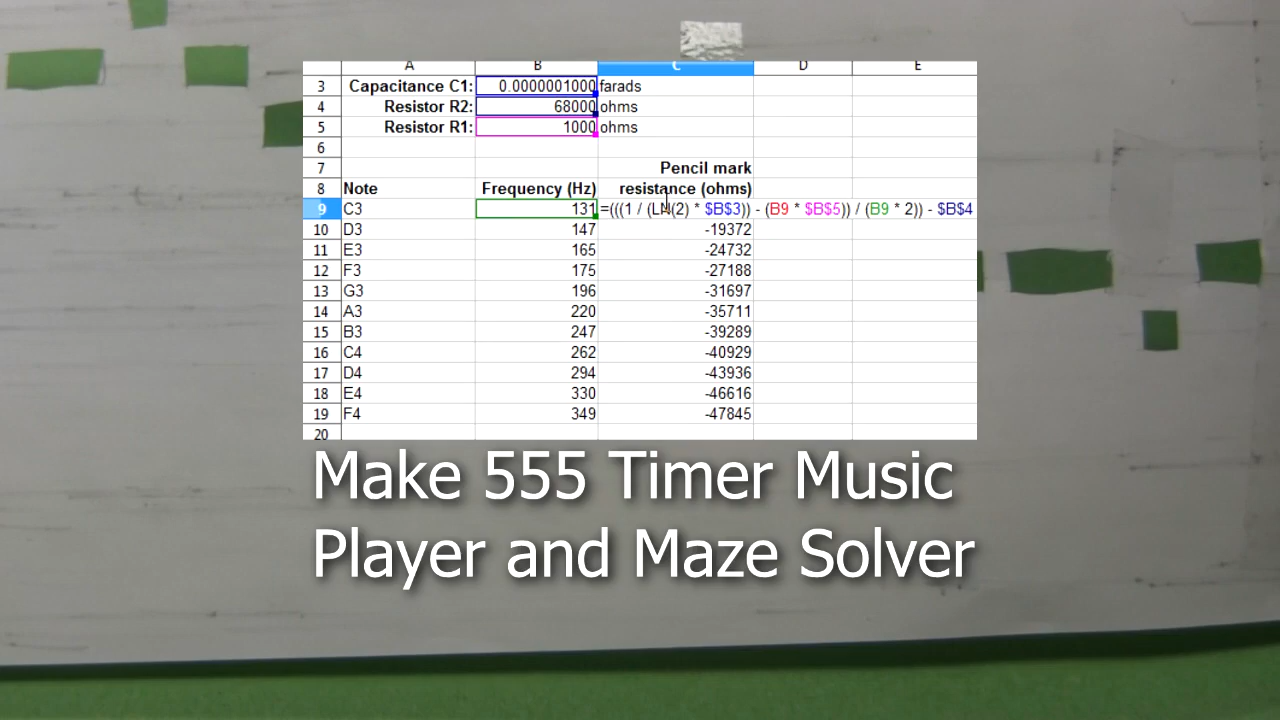 A B C D E
3 Capacitance C1: 0.0000001000 farads
4 Resistor R2: 68000 ohms
5 Resistor R1: 1000 ohms
6
7 Pencil mark
8 Note Frequency (Hz) resistance (ohms)
9 C3 131 =(((1 / (LN(2) * $B$3)) - (B9 * $B$5)) / (B9 * 2)) - $B$4
10 D3 147 -19372
11 E3 165 -24732
12 F3 175 -27188
13 G3 196 -31697
14 A3 220 -35711
15 B3 247 -39289
16 C4 262 -40929
17 D4 294 -43936
18 E4 330 -46616
19 F4 349 -47845
20
Make 555 Timer Music
Player and Maze Solver